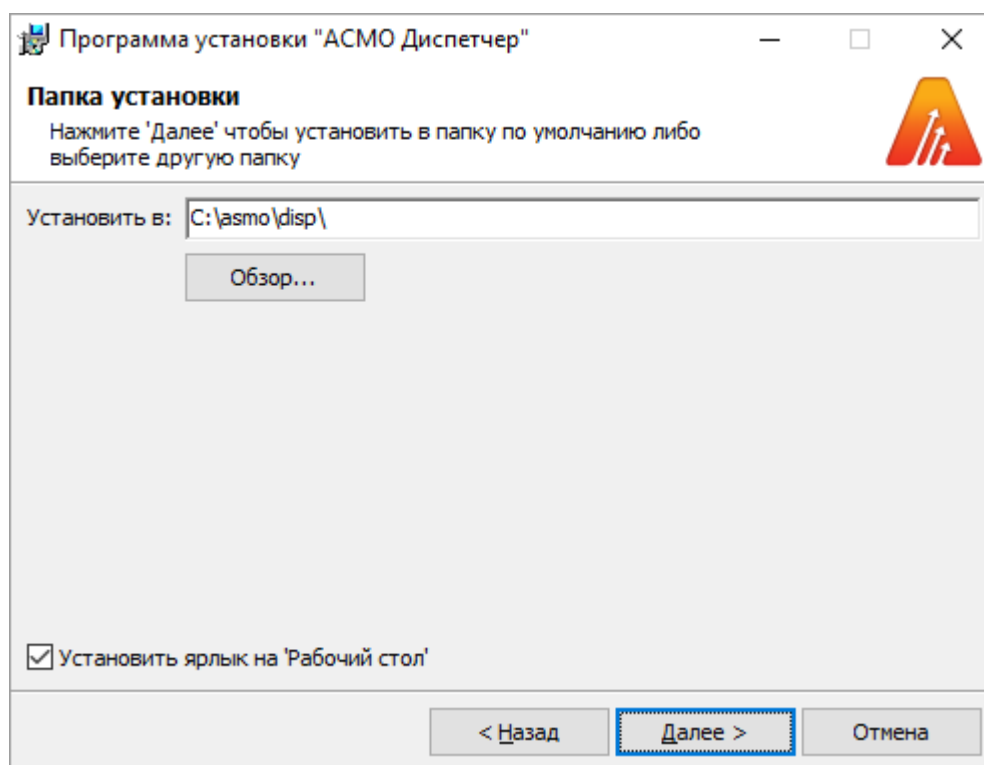 Программа установки "АСМО Диспетчер"
Папка установки
Нажмите 'Далее' чтобы установить в папку по умолчанию либо
выберите другую папку
Установить в: C:\asmo\disp\
Обзор...
Установить ярлык на 'Рабочий стол'
< Назад Далее > Отмена